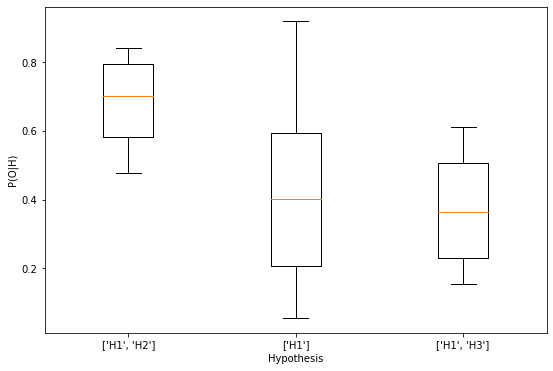 0.8
0.6
0.4
0.2
P(O|H)
['H1', 'H2']
['H1']
['H1', 'H3']
Hypothesis